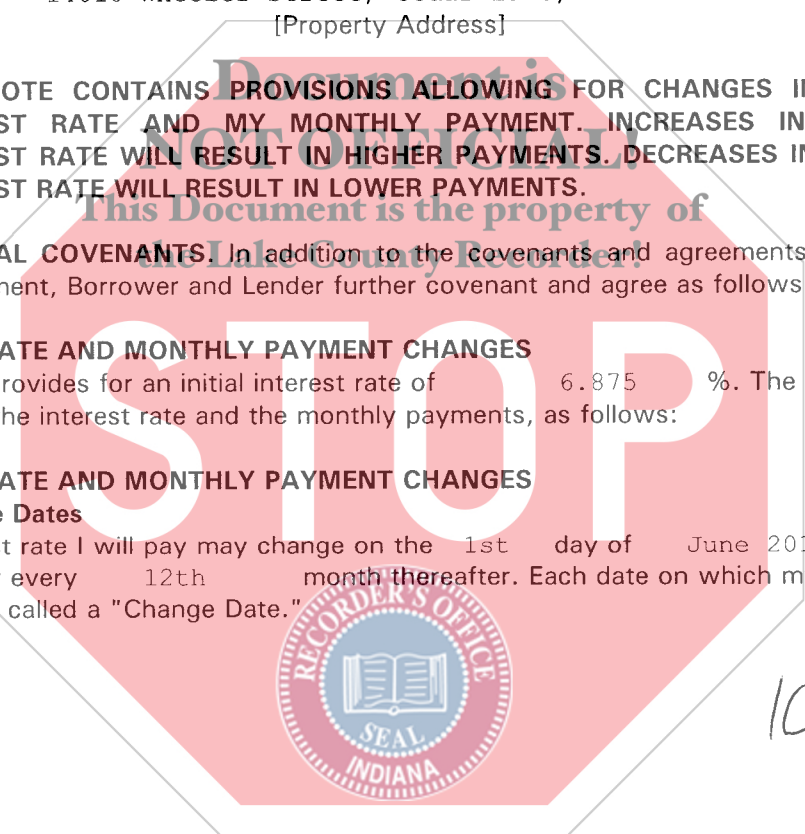 [Property Address]
Document is
OTE CONTAINS PROVISIONS ALLOWING FOR CHANGES I
ST RATE AND MY MONTHLY PAYMENT. INCREASES IN
NOT OFFICIAL!
ST RATE WILL RESULT IN HIGHER PAYMENTS. DECREASES I
ST RATE WILL RESULT IN LOWER PAYMENTS.
This Document is the property of
the Lake County Recorder!
AL COVENANTS. In addition to the covenants and agreements
ent, Borrower and Lender further covenant and agree as follows
STOP
ATE AND MONTHLY PAYMENT CHANGES
rovides for an initial interest rate of 6.875 %. The
he interest rate and the monthly payments, as follows:
ATE AND MONTHLY PAYMENT CHANGES
e Dates
t rate I will pay may change on the 1st day of June 201
every 12th month thereafter. Each date on which m
called a "Change Date."
RECORDER'S OFFICE
SEAL
INDIANA